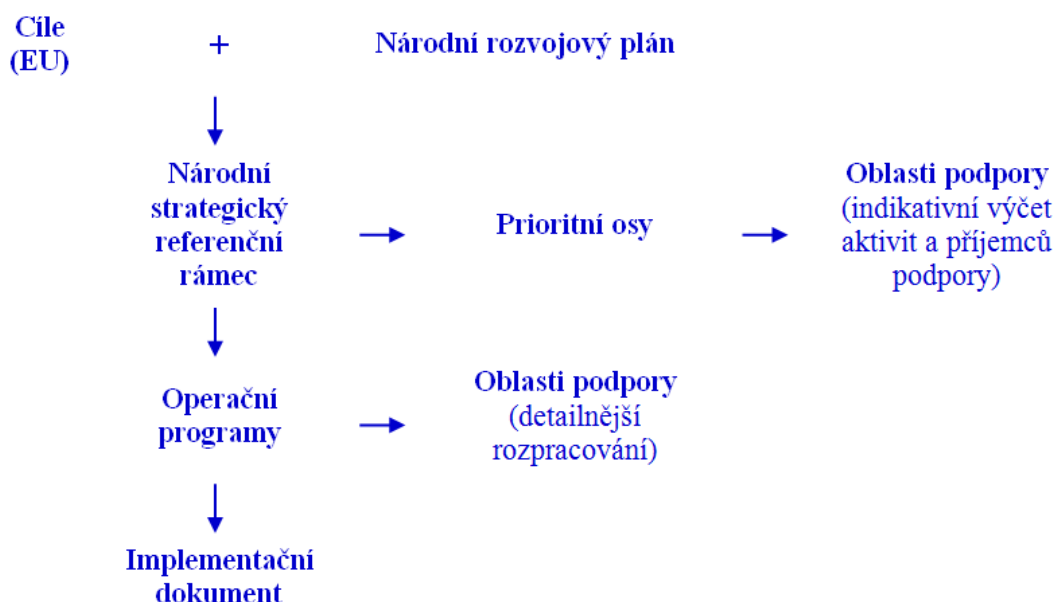 Cíle
(EU)
+
Národní rozvojový plán
Národní
strategický
referenční
rámec
Prioritní osy
Oblasti podpory
(indikativní výčet
aktivit a příjemců
podpory)
Operační
programy
Oblasti podpory
(detailnější
rozpracování)
Implementační
dokument